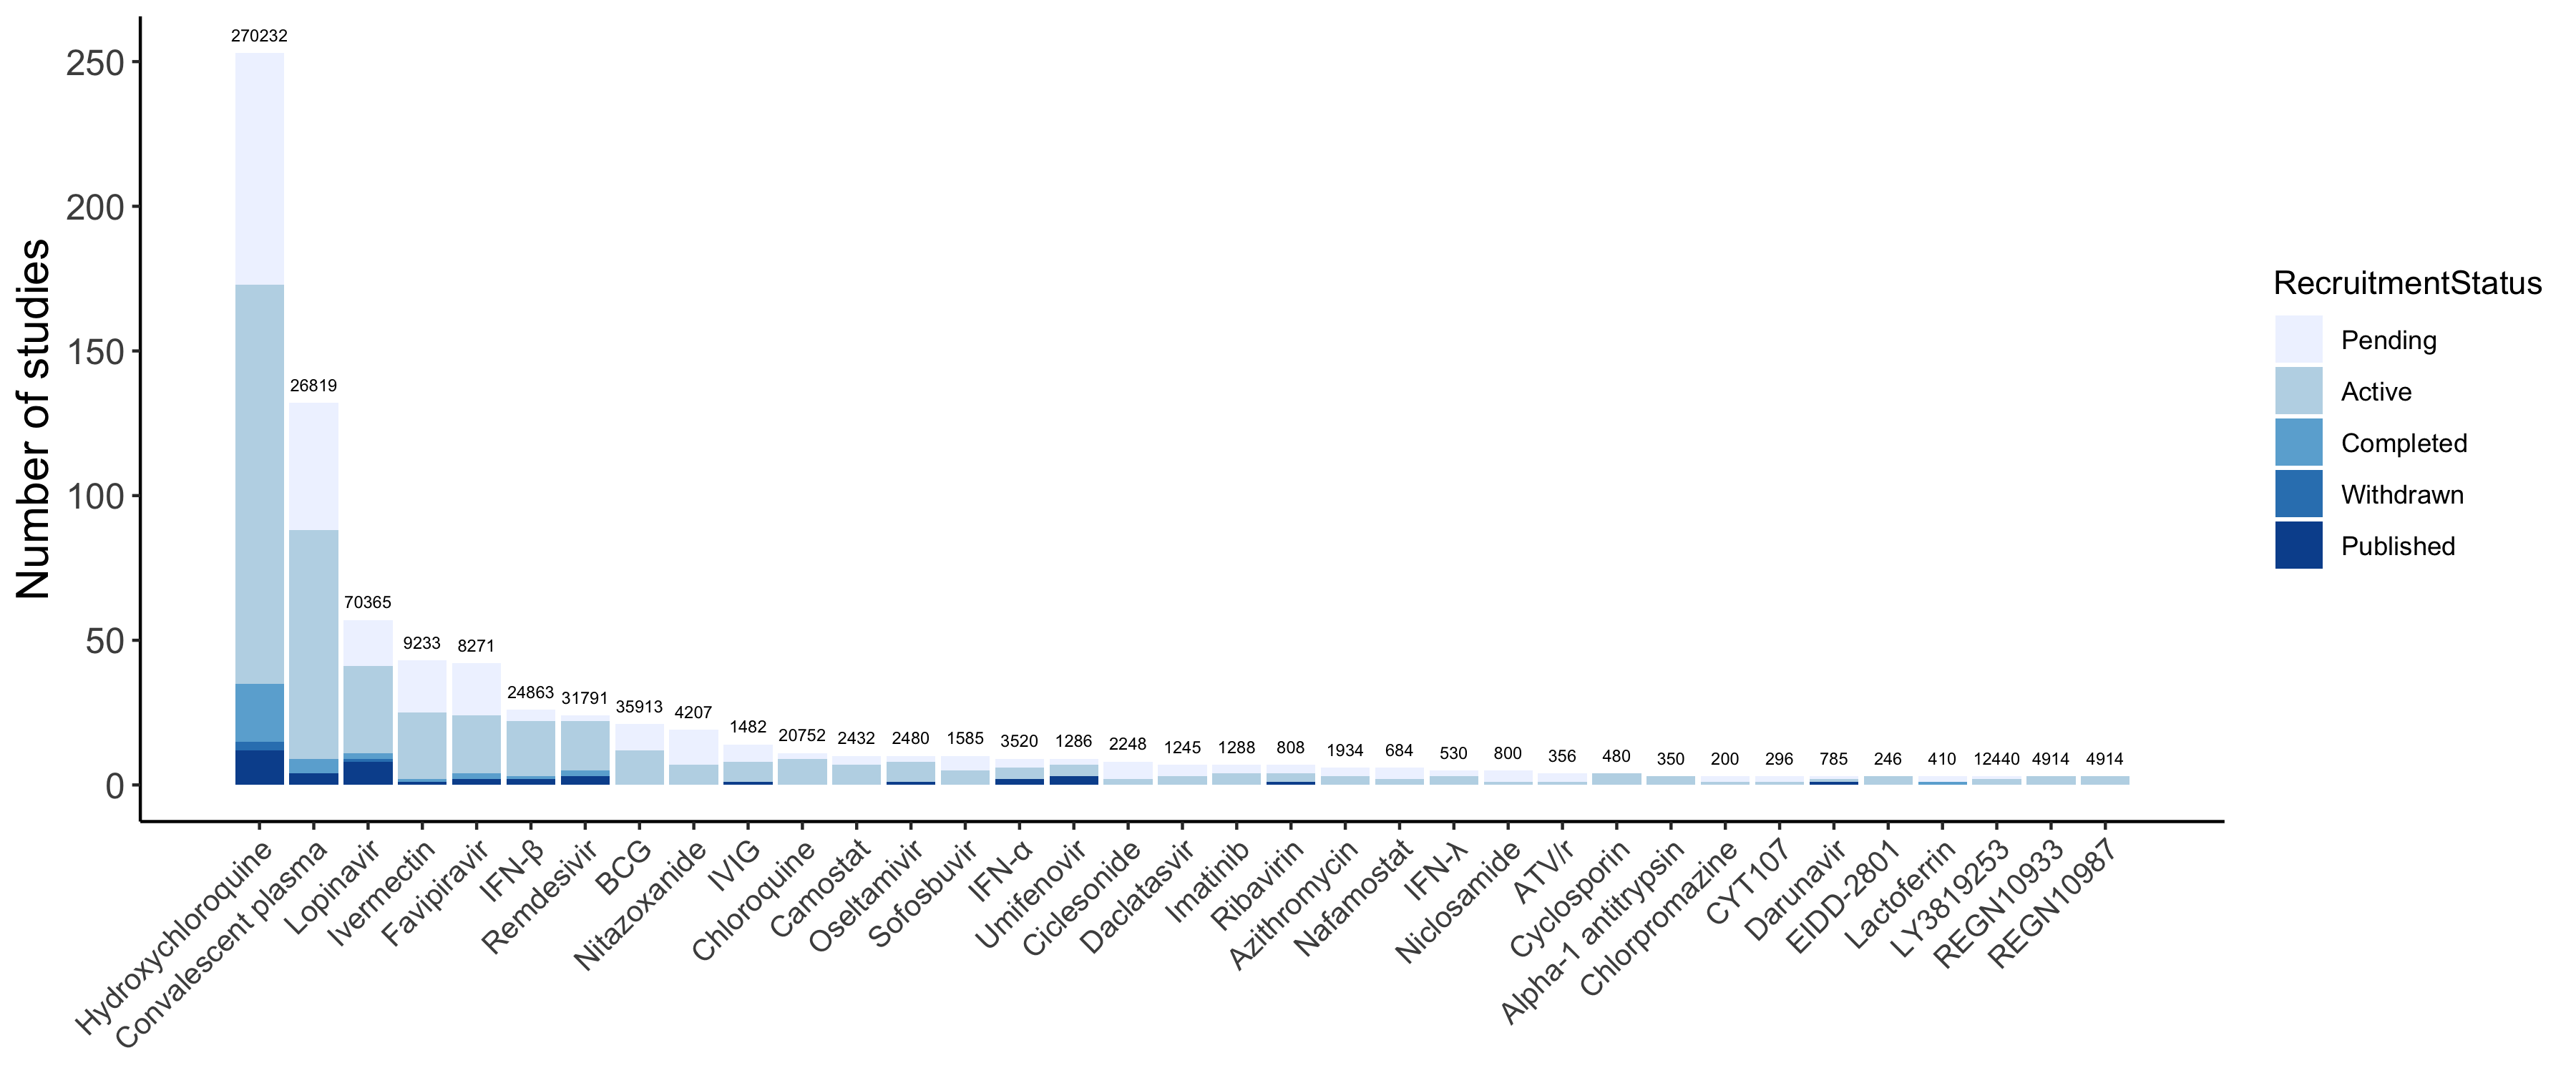 Number of studies
250
200
150
100
50
0
270232
26819
70365
9233
8271
24863
31791
35913
4207
1482
20752
2432
2480
1585
3520
1286
2248
1245
1288
808
1934
684
530
800
356
480
350
200
296
785
246
410
12440
4914
4914
Hydroxychloroquine
Convalescent plasma
Lopinavir
Ivermectin
Favipiravir
IFN-β
Remdesivir
BCG
Nitazoxanide
IVIG
Chloroquine
Camostat
Oseltamivir
Sofosbuvir
IFN-α
Umifenovir
Ciclesonide
Daclatasvir
Imatinib
Ribavirin
Azithromycin
Nafamostat
IFN-λ
Niclosamide
ATV/r
Cyclosporin
Alpha-1 antitrypsin
Chlorpromazine
CYT107
Darunavir
EIDD-2801
Lactoferrin
LY3819253
REGN10933
REGN10987
RecruitmentStatus
Pending
Active
Completed
Withdrawn
Published